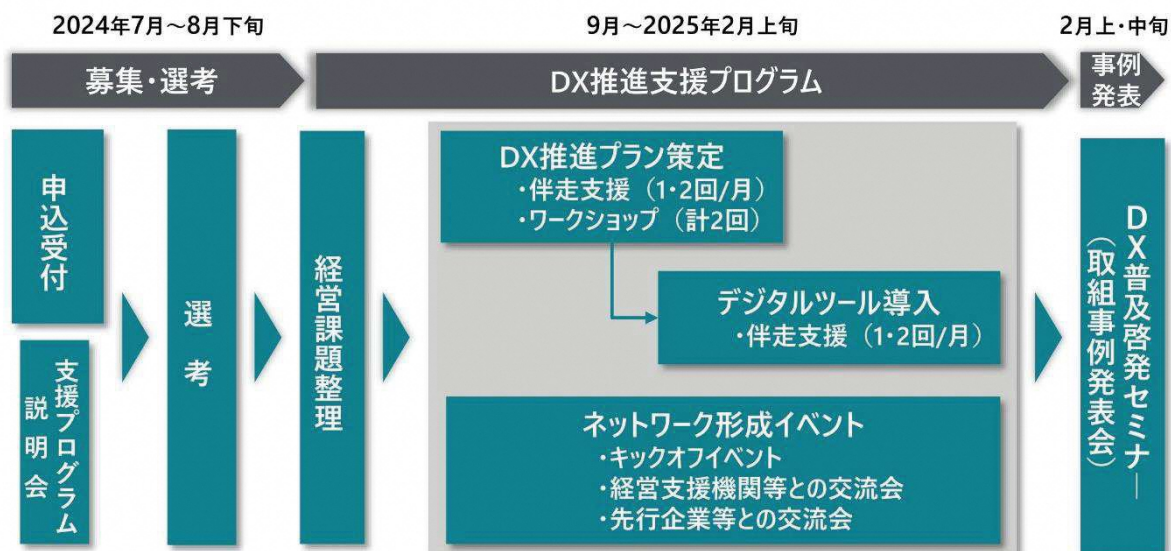 2024年7月～8月下旬
9月～2025年2月上旬
2月上・中旬
募集・選考
DX推進支援プログラム
事例
発表
申込受付
支援プログラム
説明会
選考
経営課題整理
DX推進プラン策定
・伴走支援（1・2回/月）
・ワークショップ（計2回）
デジタルツール導入
・伴走支援（1・2回/月）
ネットワーク形成イベント
・キックオフイベント
・経営支援機関等との交流会
・先行企業等との交流会
DX普及啓発セミナー
（取組事例発表会）